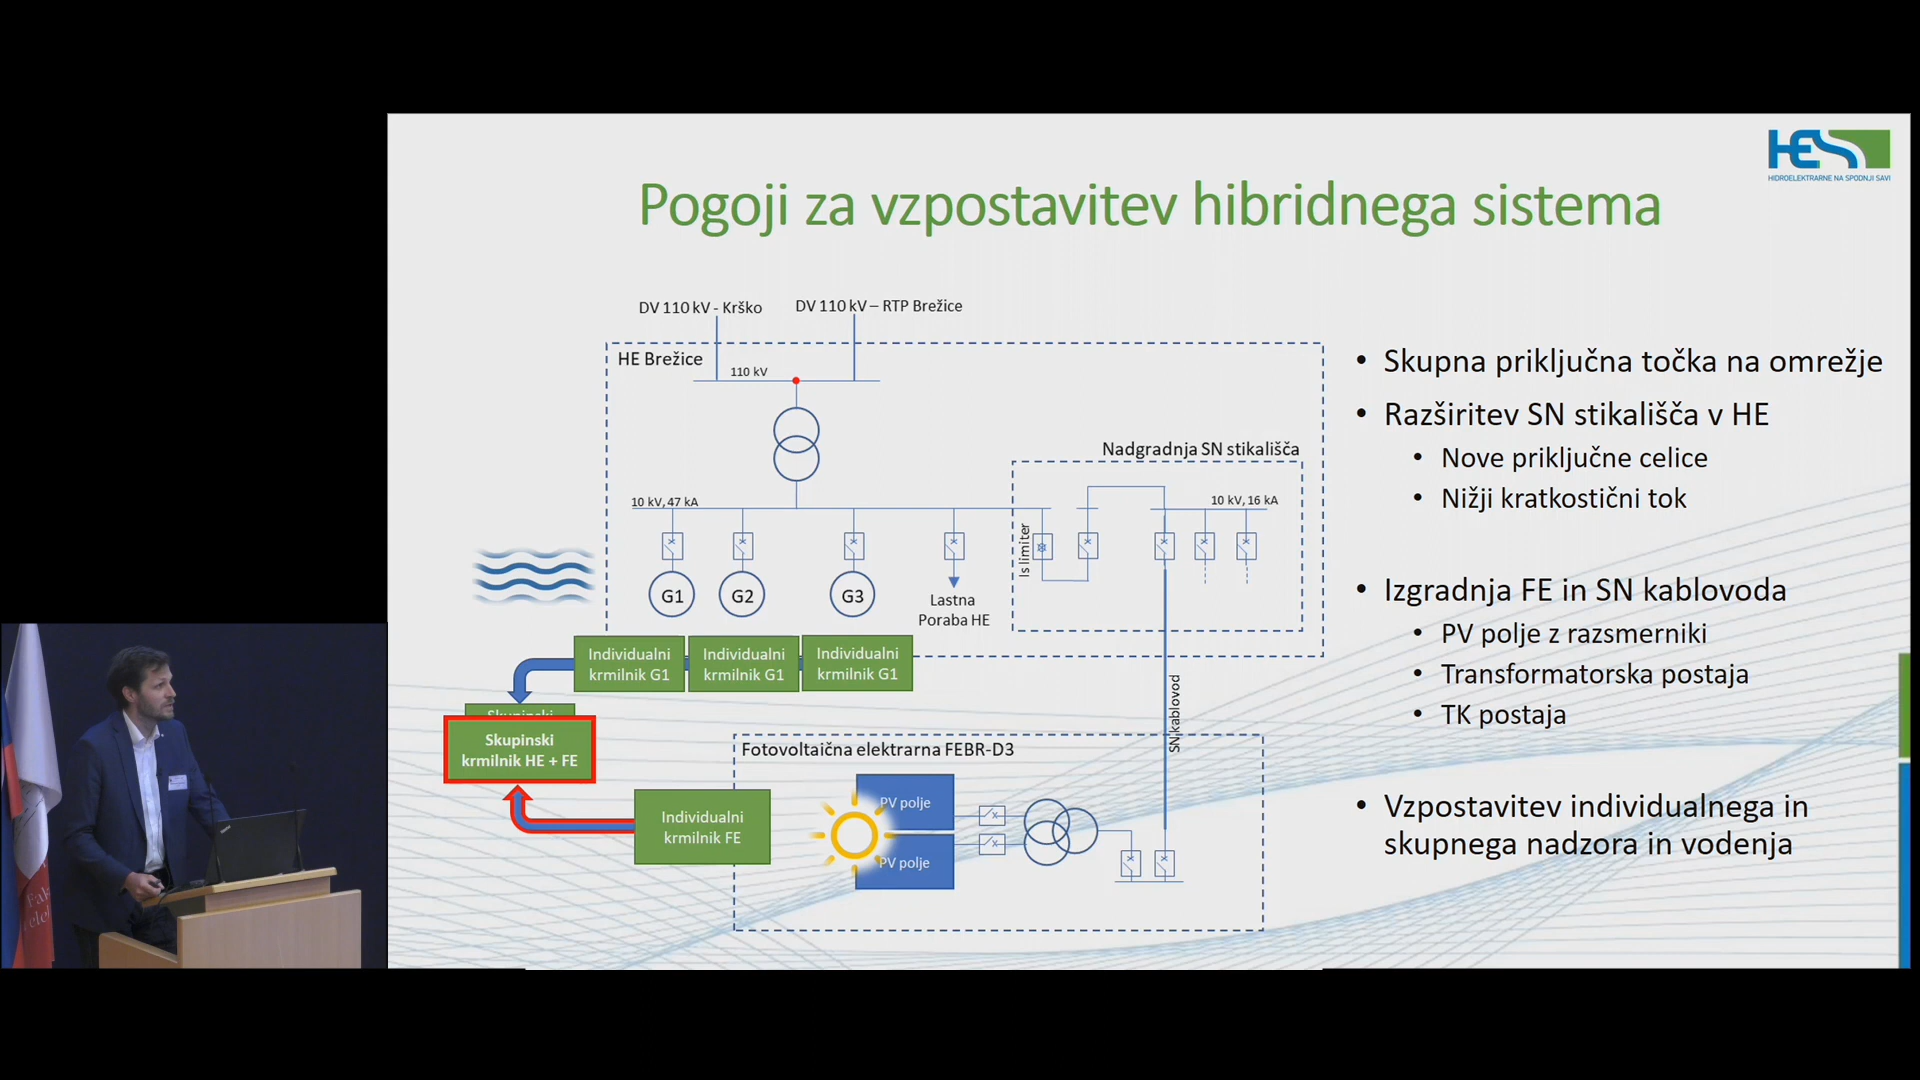 HESS
HIDROELEKTRARNE NA SPODNJI SAVI
Pogoji za vzpostavitev hibridnega sistema
DV 110 kV - Krško
DV 110 kV – RTP Brežice
HE Brežice
110 kV
Nadgradnja SN stikališča
10 kV, 47 kA
10 kV, 16 kA
Is limiter
G1
G2
G3
Lastna
Poraba HE
Individualni
krmilnik G1
Individualni
krmilnik G1
Individualni
krmilnik G1
Skupinski
Skupinski
krmilnik HE + FE
SN kablovod
Fotovoltaična elektrarna FEBR-D3
Individualni
krmilnik FE
PV polje
PV polje
• Skupna priključna točka na omrežje
• Razširitev SN stikališča v HE
• Nove priključne celice
• Nižji kratkostični tok
• Izgradnja FE in SN kablovoda
• PV polje z razsmerniki
• Transformatorska postaja
• TK postaja
• Vzpostavitev individualnega in
skupnega nadzora in vodenja